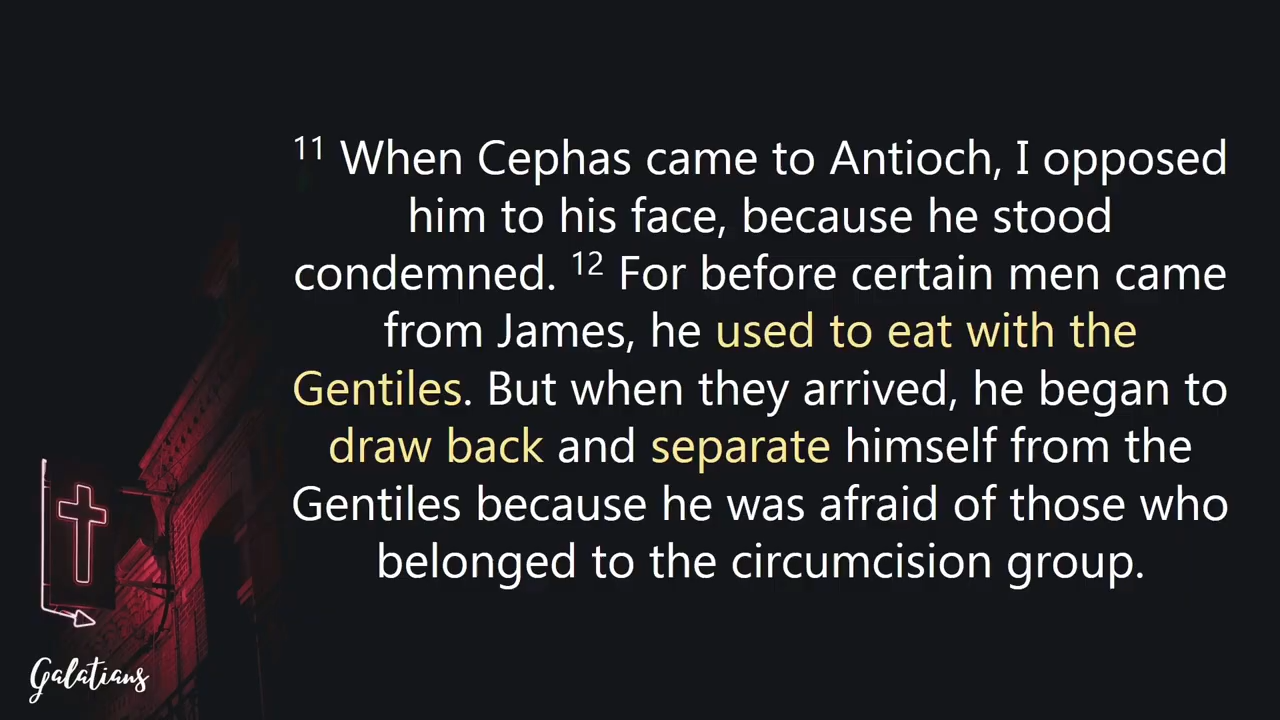 11 When Cephas came to Antioch, I opposed
him to his face, because he stood
condemned. 12 For before certain men came
from James, he used to eat with the
Gentiles. But when they arrived, he began to
draw back and separate himself from the
Gentiles because he was afraid of those who
belonged to the circumcision group.
Galatians